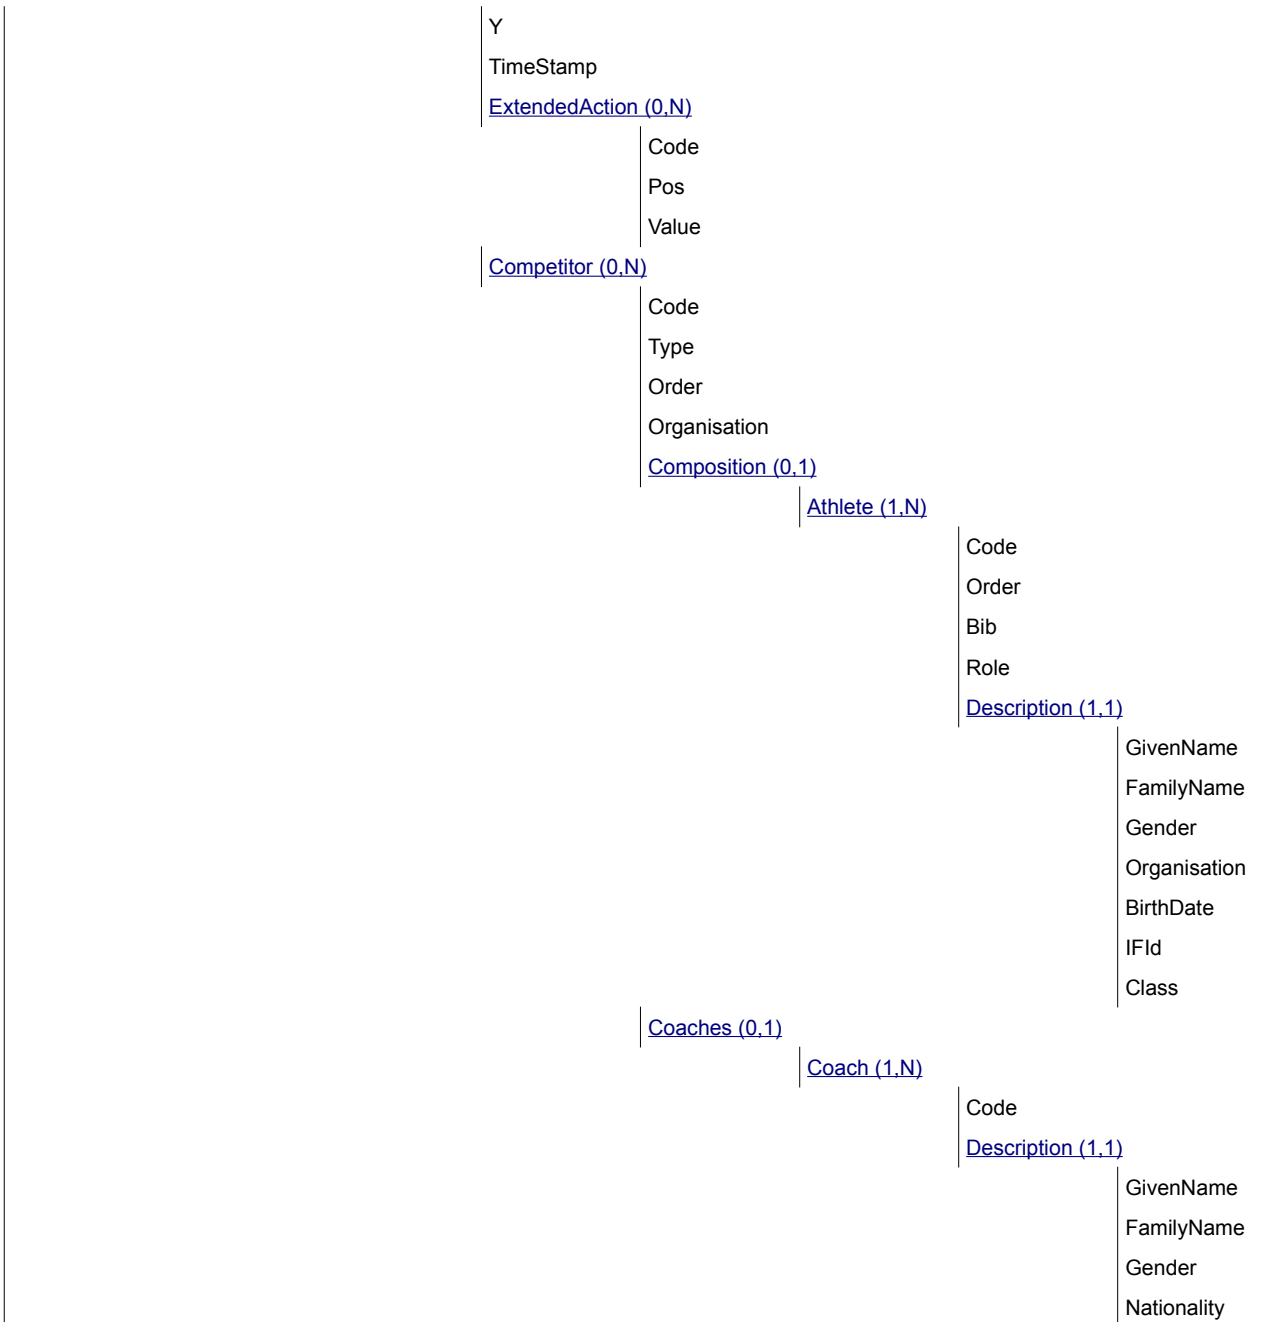 Y
TimeStamp
ExtendedAction (0,N)
Code
Pos
Value
Competitor (0,N)
Code
Type
Order
Organisation
Composition (0,1)
Athlete (1,N)
Code
Order
Bib
Role
Description (1,1)
GivenName
FamilyName
Gender
Organisation
BirthDate
IFId
Class
Coaches (0,1)
Coach (1,N)
Code
Description (1,1)
GivenName
FamilyName
Gender
Nationality